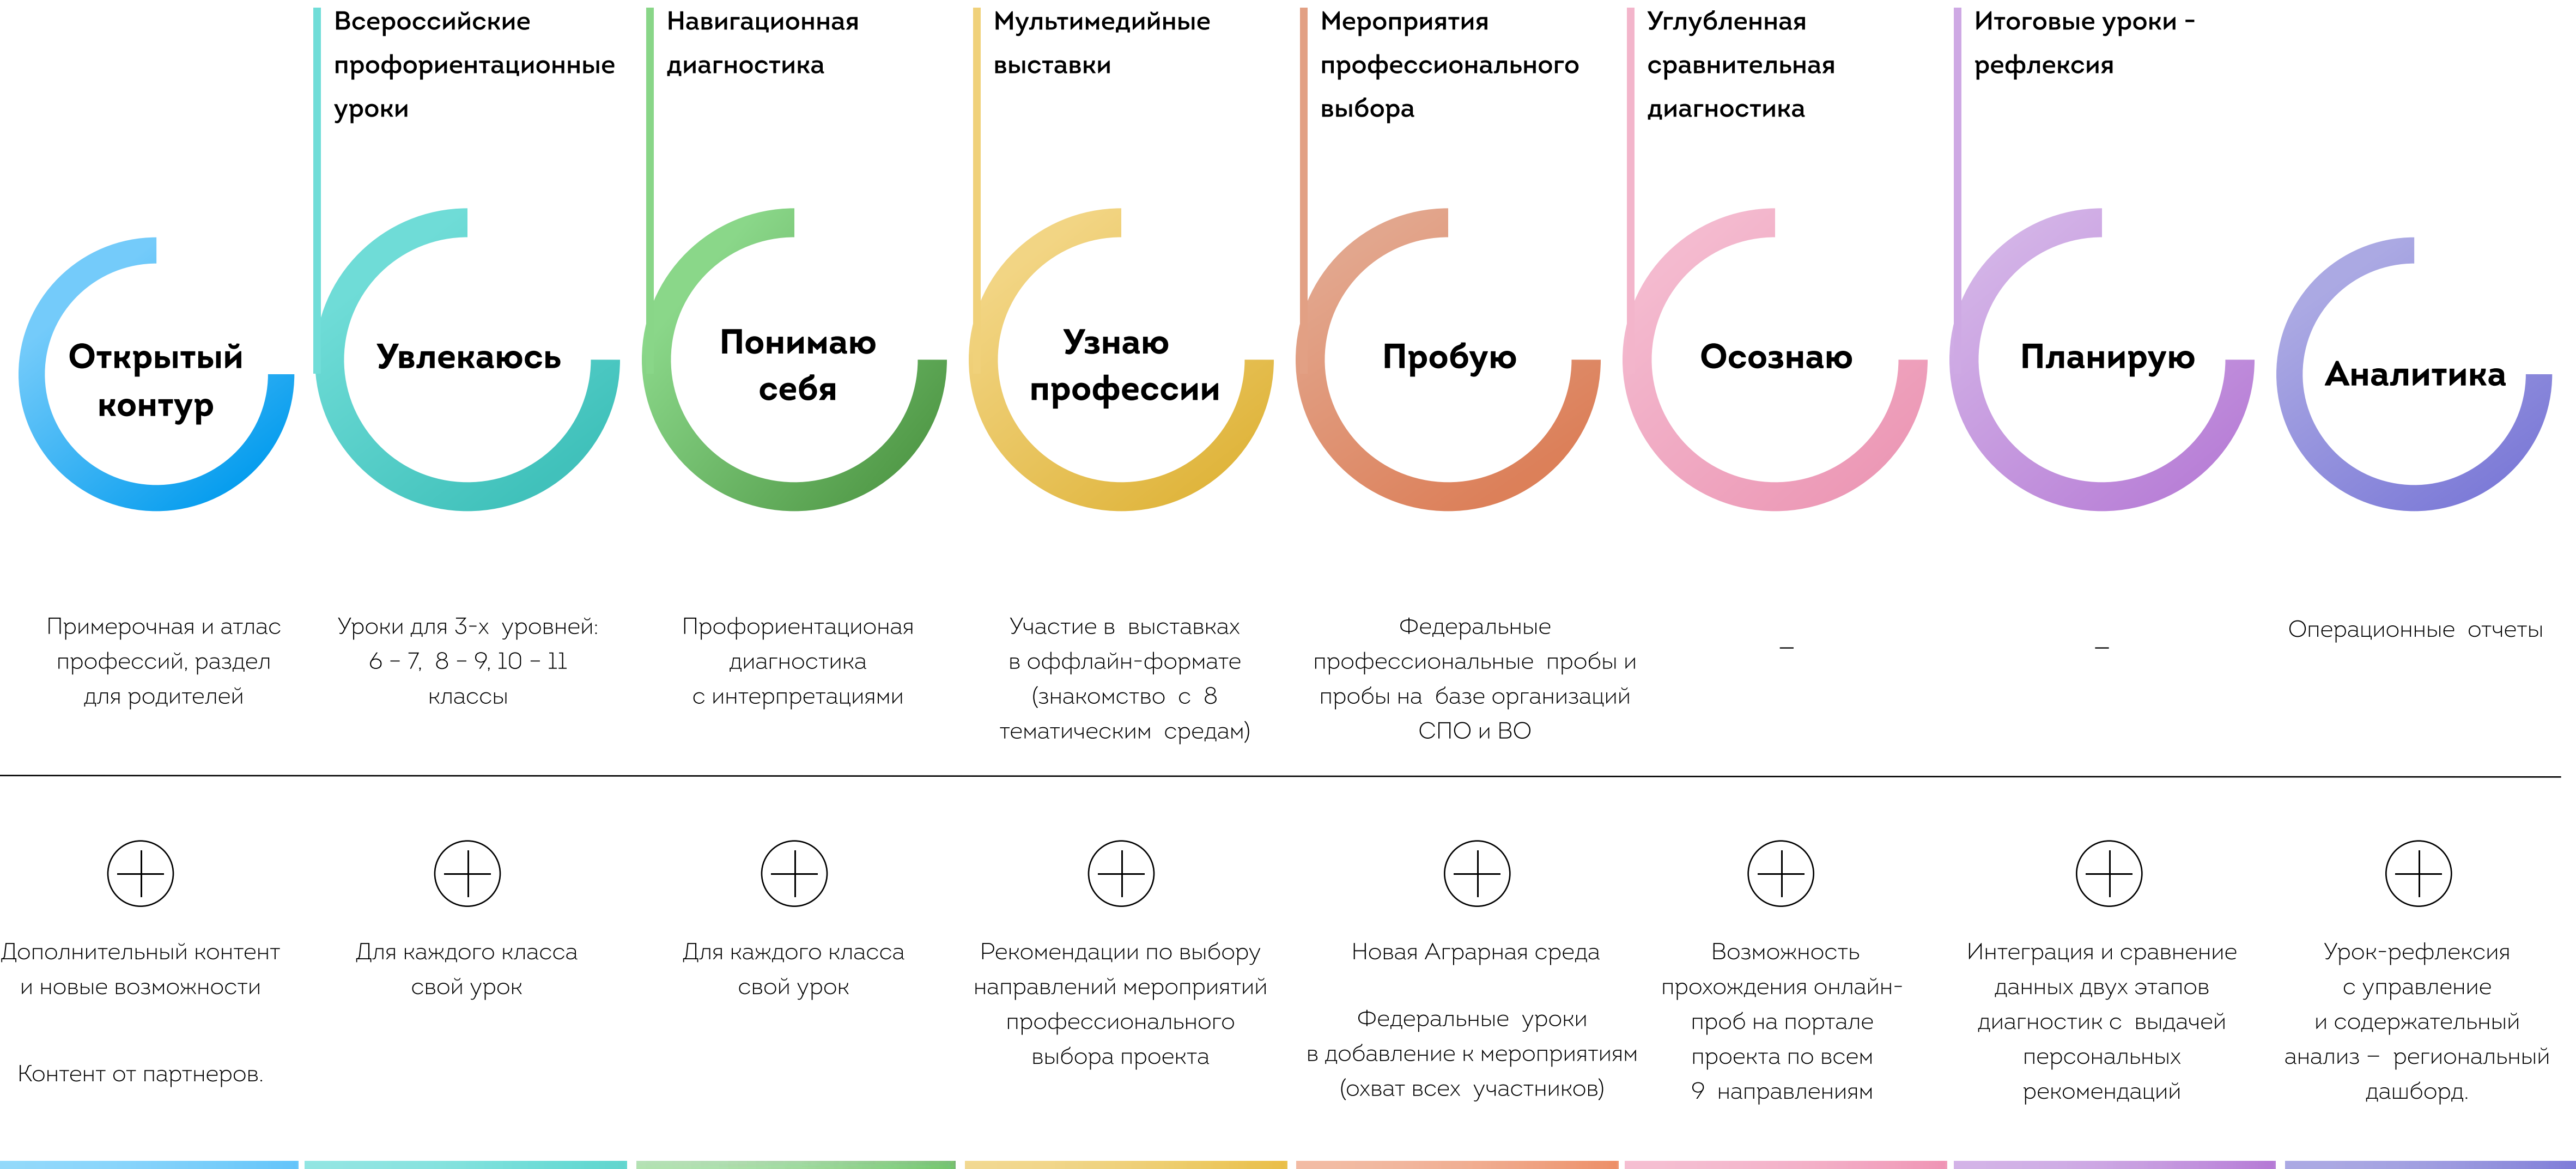 Всероссийские
профориентационные
уроки
Навигационная
диагностика
Мультимедийные
выставки
Мероприятия
профессионального
выбора
Углубленная
сравнительная
диагностика
Итоговые уроки -
рефлексия
Открытый
контур
Увлекаюсь
Понимаю
себя
Узнаю
профессии
Пробую
Осознаю
Планирую
Аналитика
Примерочная и атлас
профессий, раздел
для родителей
Уроки для 3-х уровней:
6 – 7, 8 – 9, 10 – 11
классы
Профориентационая
диагностика
с интерпретациями
Участие в выставках
в оффлайн-формате
(знакомство с 8
тематическим средам)
Федеральные
профессиональные пробы и
пробы на базе организаций
СПО и ВО
–
–
Операционные отчеты
Дополнительный контент
и новые возможности
Контент от партнеров.
Для каждого класса
свой урок
Для каждого класса
свой урок
Рекомендации по выбору
направлений мероприятий
профессионального
выбора проекта
Новая Аграрная среда
Федеральные уроки
в добавление к мероприятиям
(охват всех участников)
Возможность
прохождения онлайн-
проб на портале
проекта по всем
9 направлениям
Интеграция и сравнение
данных двух этапов
диагностик с выдачей
персональных
рекомендаций
Урок-рефлексия
с управление
и содержательный
анализ – региональный
дашборд.